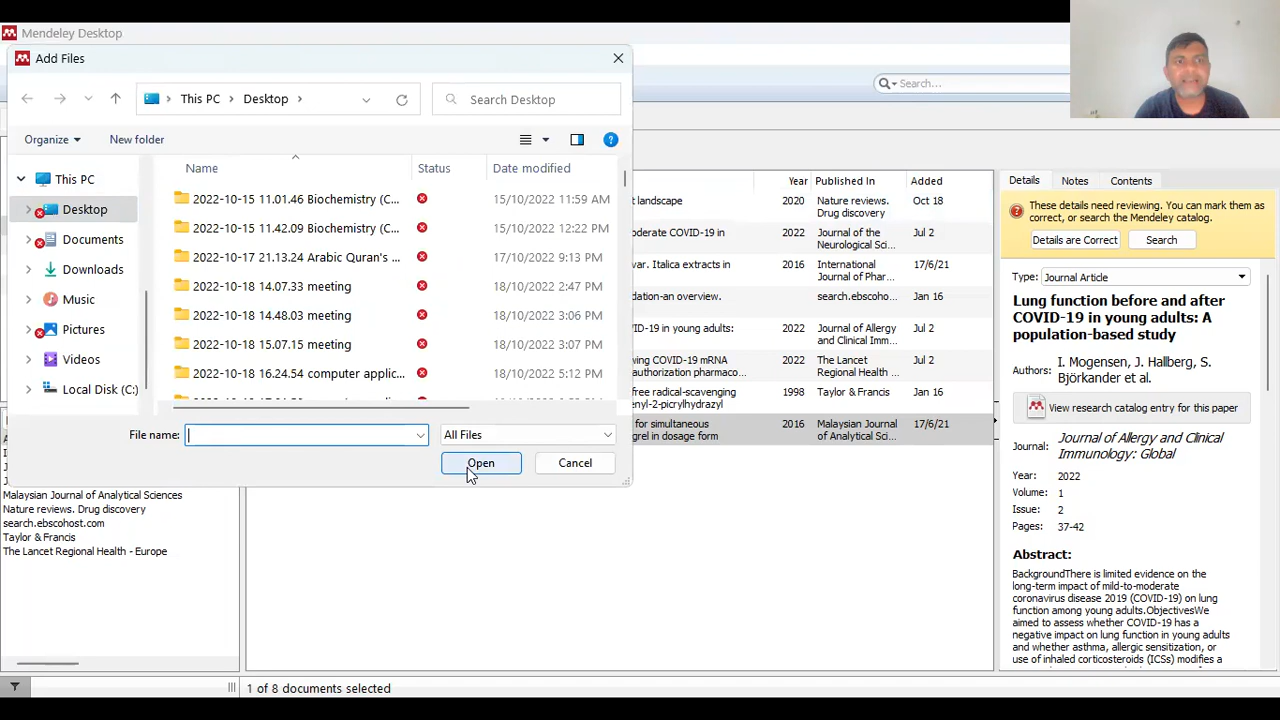 Mendeley Desktop
Add Files
This PC
Desktop
Search Desktop
Organize
New folder
This PC
Desktop
Documents
Downloads
Music
Pictures
Videos
Local Disk (C:)
Name Status Date modified
2022-10-15 11.01.46 Biochemistry (C... 15/10/2022 11:59 AM
2022-10-15 11.42.09 Biochemistry (C... 15/10/2022 12:22 PM
2022-10-17 21.13.24 Arabic Quran's ... 17/10/2022 9:13 PM
2022-10-18 14.07.33 meeting 18/10/2022 2:47 PM
2022-10-18 14.48.03 meeting 18/10/2022 3:06 PM
2022-10-18 15.07.15 meeting 18/10/2022 3:07 PM
2022-10-18 16.24.54 computer applic... 18/10/2022 5:12 PM
File name:
All Files
Open
Cancel
Malaysian Journal of Analytical Sciences
Nature reviews. Drug discovery
search.ebscohost.com
Taylor & Francis
The Lancet Regional Health - Europe
Search...
Year Published In Added
t landscape 2020 Nature reviews. Oct 18
Drug discovery
oderate COVID-19 in 2022 Journal of the Jul 2
Neurological Sci...
var. Italica extracts in 2016 International 17/6/21
Journal of Phar...
dation-an overview. search.ebscoho... Jan 16
VID-19 in young adults: 2022 Journal of Allergy Jul 2
and Clinical Imm...
wing COVID-19 mRNA 2022 The Lancet Jul 2
authorization pharmaco... Regional Health ...
free radical-scavenging 1998 Taylor & Francis Jan 16
enyl-2-picrylhydrazyl
for simultaneous 2016 Malaysian Journal 17/6/21
grel in dosage form of Analytical Sci...
1 of 8 documents selected
Details Notes Contents
These details need reviewing. You can mark them as
correct, or search the Mendeley catalog.
Details are Correct
Search
Type: Journal Article
Lung function before and after
COVID-19 in young adults: A
population-based study
Authors: I. Mogensen, J. Hallberg, S.
Björkander et al.
View research catalog entry for this paper
Journal: Journal of Allergy and Clinical
Immunology: Global
Year: 2022
Volume: 1
Issue: 2
Pages: 37-42
Abstract:
BackgroundThere is limited evidence on the
long-term impact of mild-to-moderate
coronavirus disease 2019 (COVID-19) on lung
function among young adults.ObjectivesWe
aimed to assess whether COVID-19 has a
negative impact on lung function in young adults
and whether asthma, allergic sensitization, or
use of inhaled corticosteroids (ICSs) modifies a